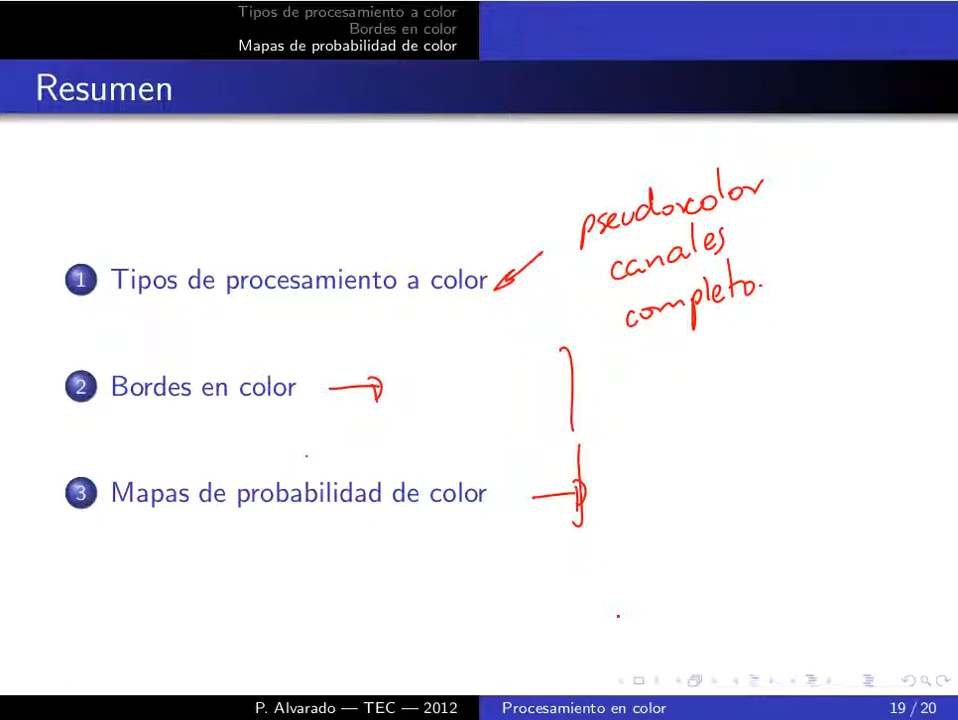 Tipos de procesamiento a color
Bordes en color
Mapas de probabilidad de color
Resumen
pseudorcolor
canales
completo.
1 Tipos de procesamiento a color
2 Bordes en color
3 Mapas de probabilidad de color
P. Alvarado — TEC — 2012
Procesamiento en color
19 / 20